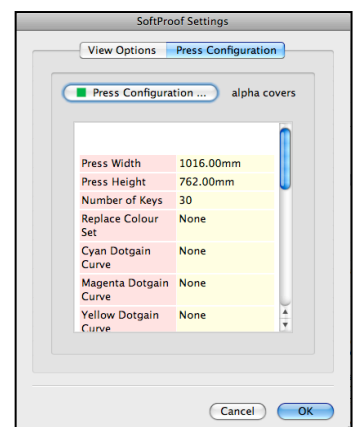 SoftProof Settings
View Options Press Configuration
Press Configuration ... alpha covers
Press Width 1016.00mm
Press Height 762.00mm
Number of Keys 30
Replace Colour None
Set
Cyan Dotgain None
Curve
Magenta Dotgain None
Curve
Yellow Dotgain None
Curve
Cancel OK